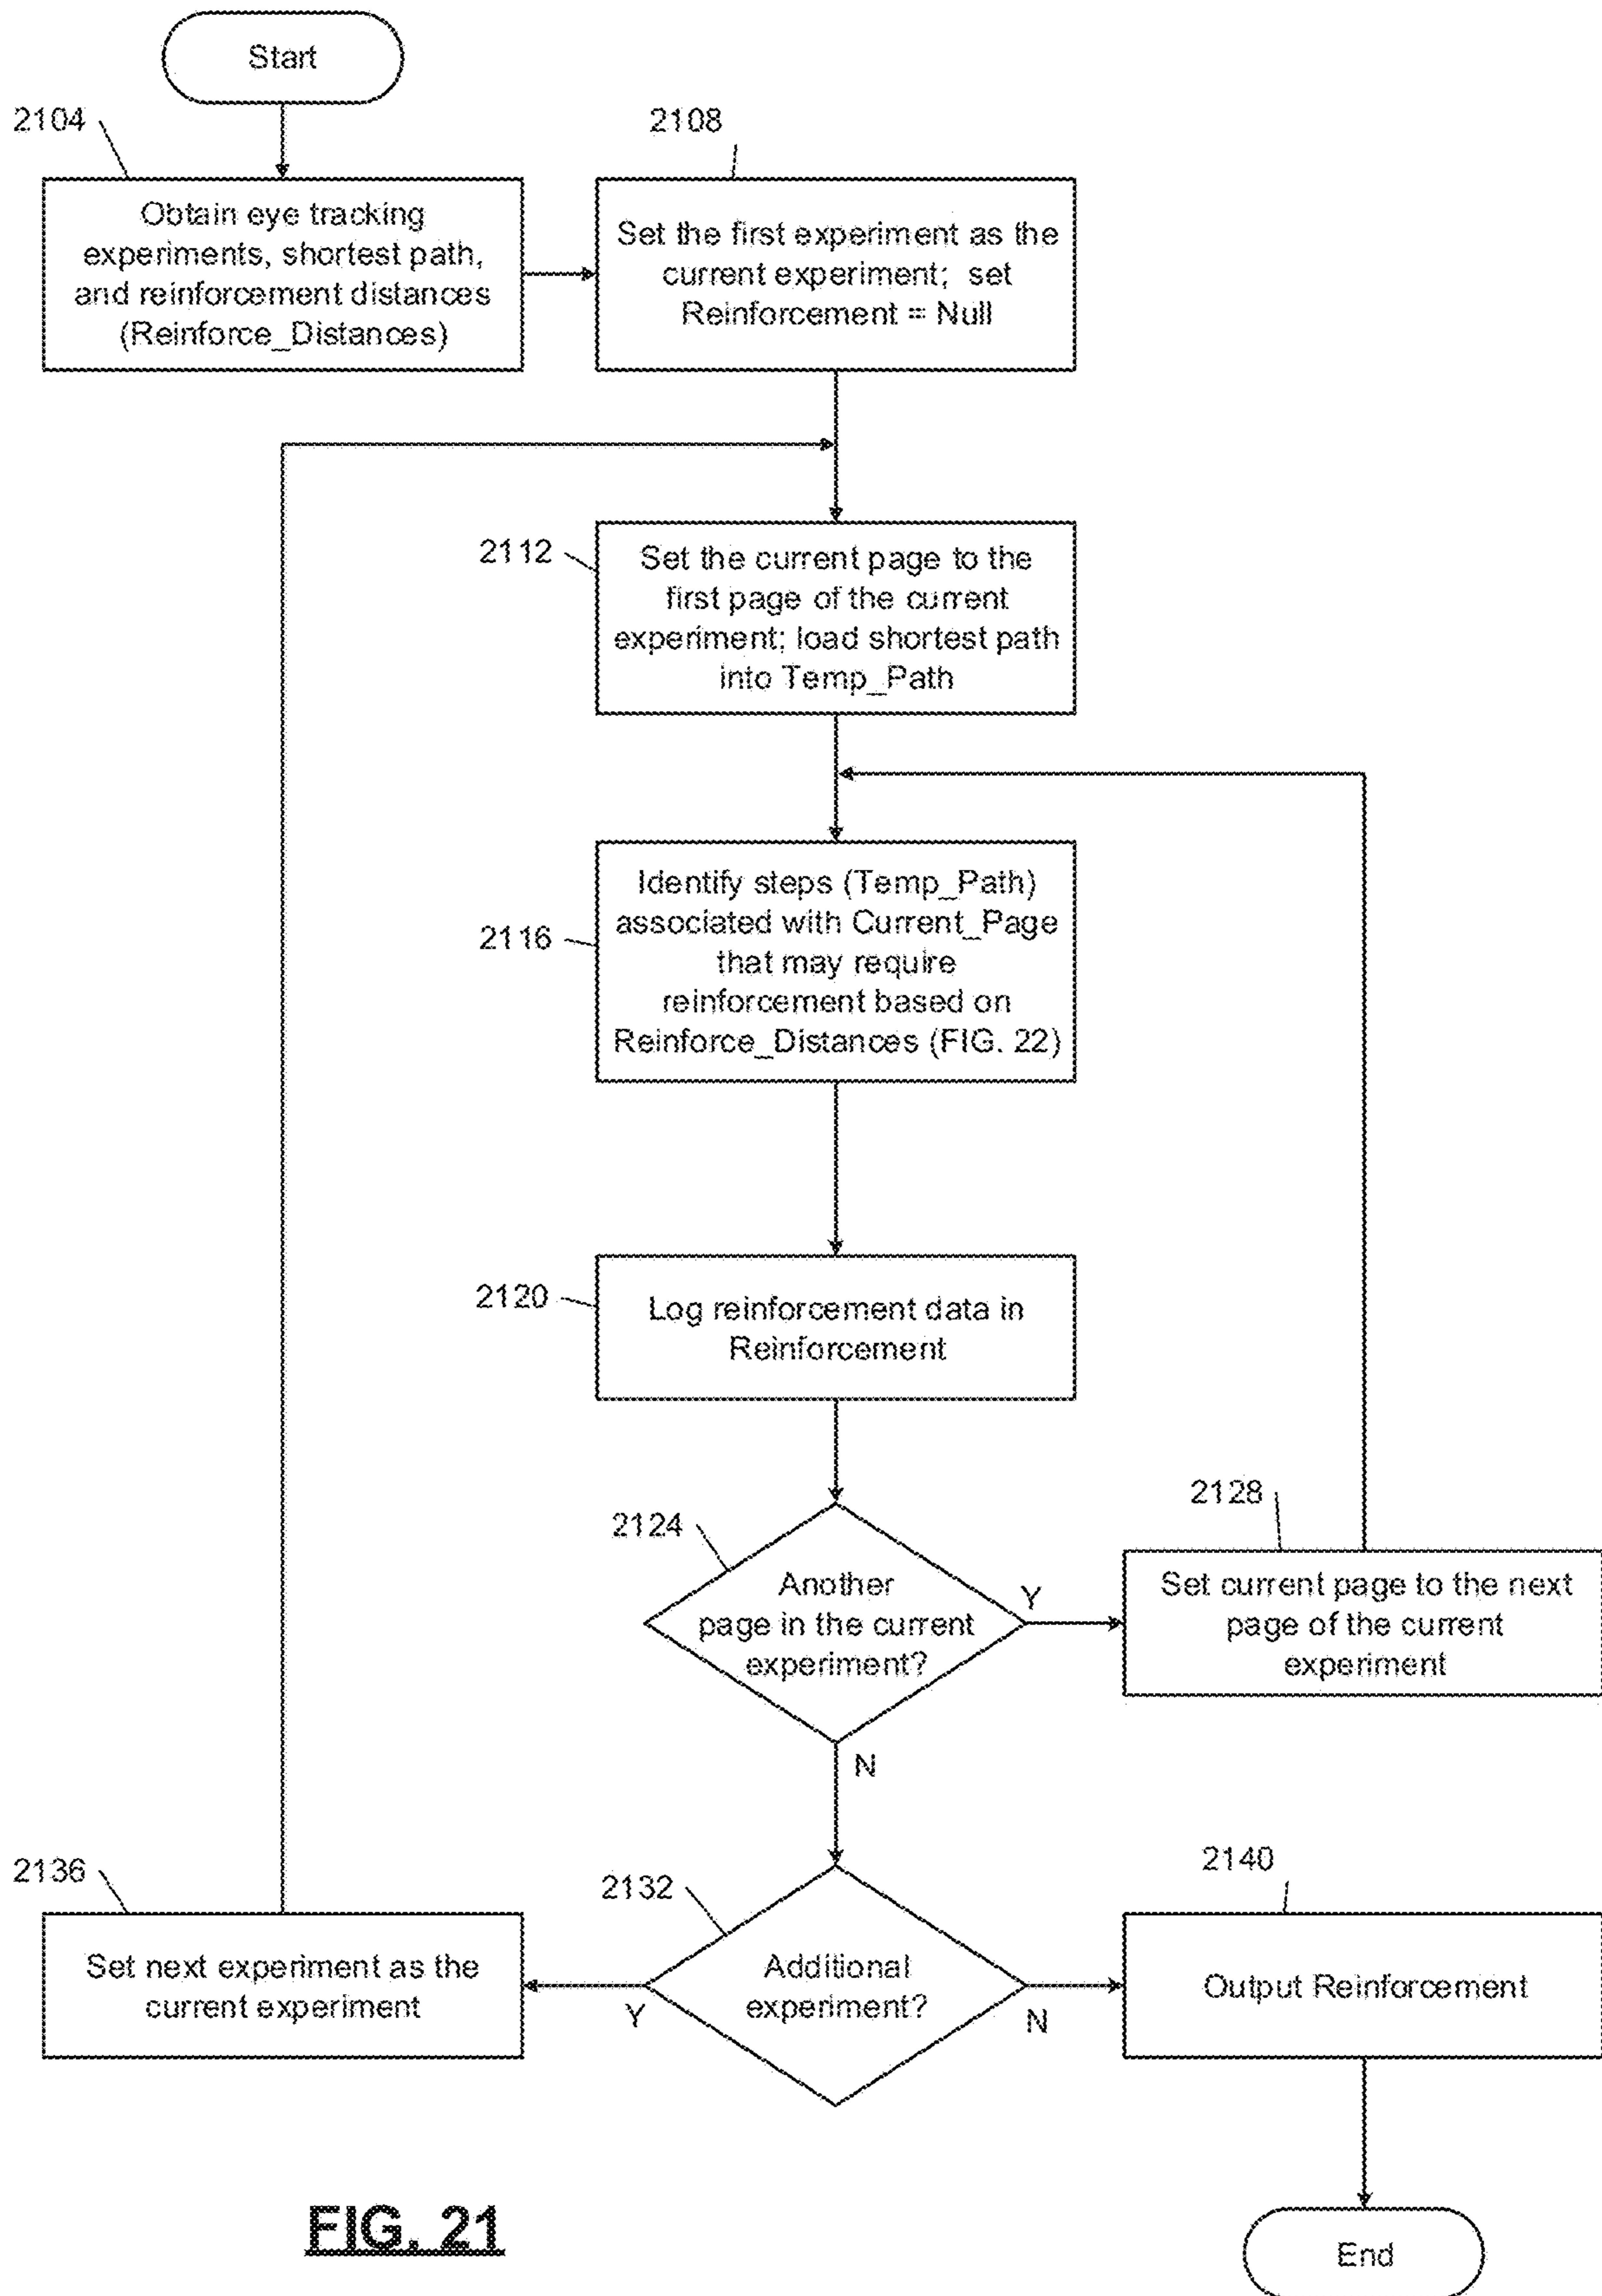 Start
2104
2108
Obtain eye tracking
experiments, shortest path,
and reinforcement distances
(Reinforce_Distances)
Set the first experiment as the
current experiment; set
Reinforcement = Null
2112
Set the current page to the
first page of the current
experiment; load shortest path
into Temp_Path
2116
Identify steps (Temp_Path)
associated with Current_Page
that may require
reinforcement based on
Reinforce_Distances (FIG. 22)
2120
Log reinforcement data in
Reinforcement
2124
Another
page in the current
experiment?
Y
N
2128
Set current page to the next
page of the current
experiment
2136
Set next experiment as the
current experiment
2132
Additional
experiment?
Y
N
2140
Output Reinforcement
End
FIG. 21